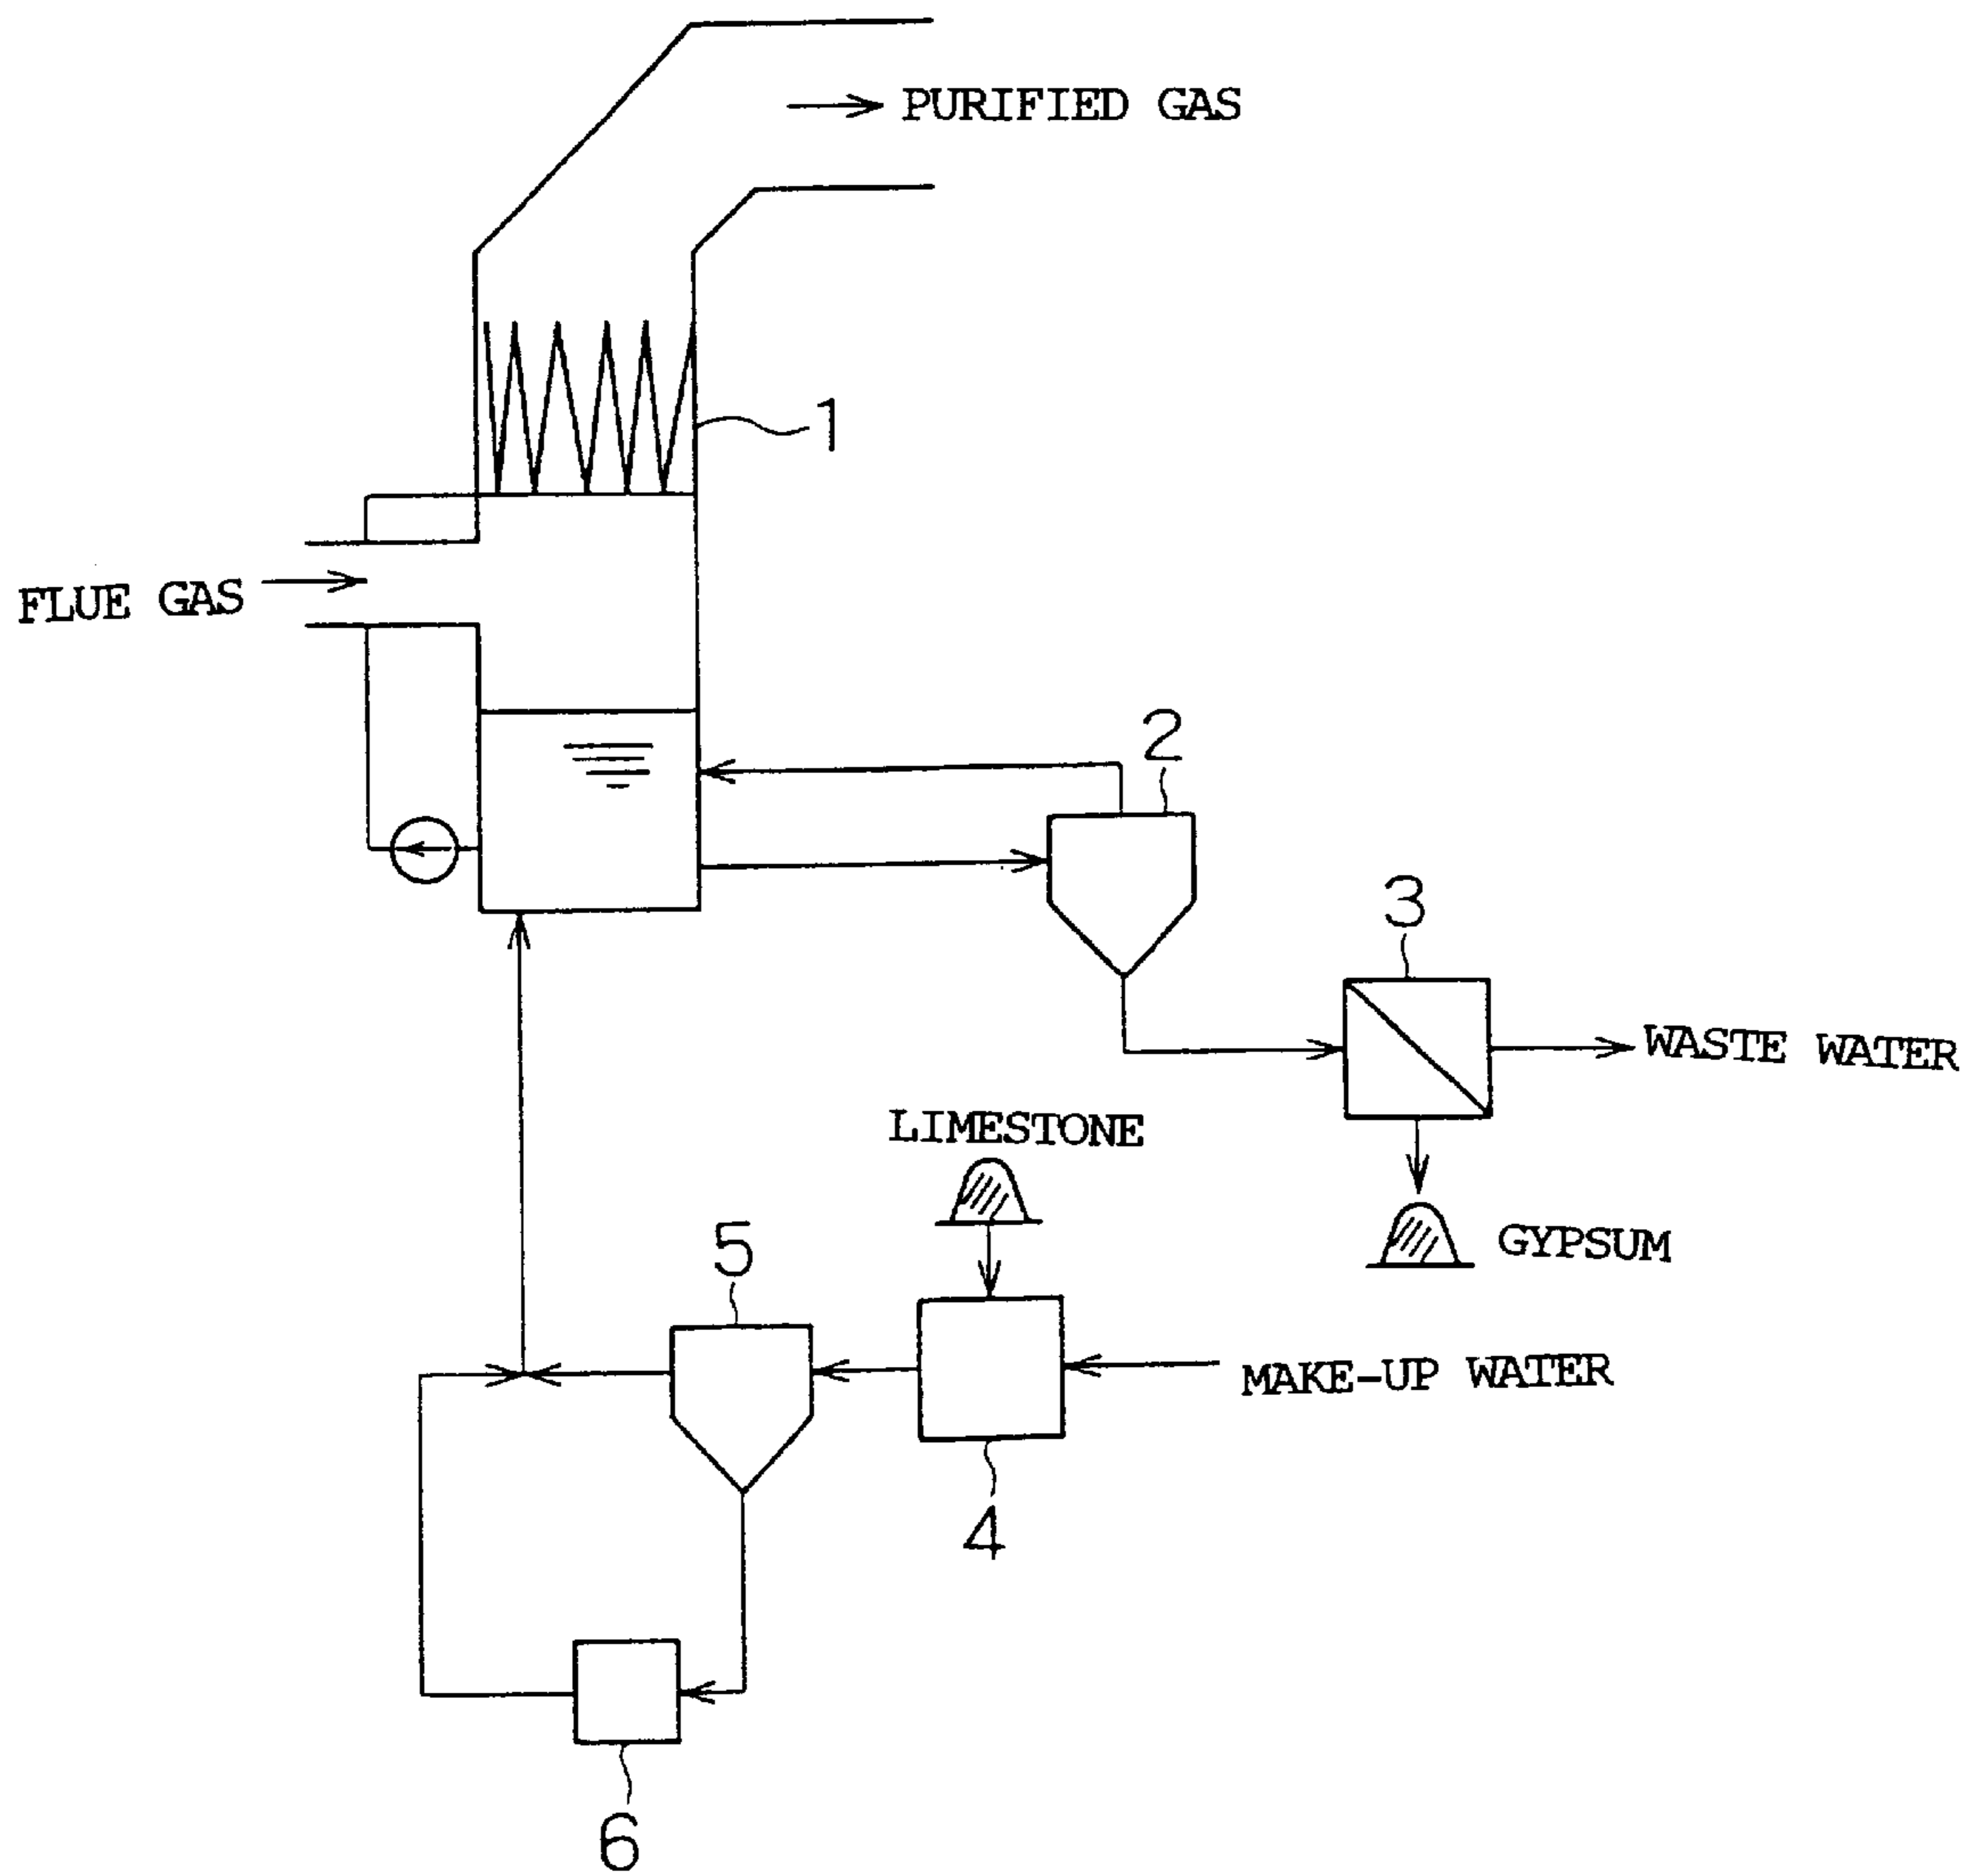 PURIFIED GAS
1
FLUE GAS
2
3
WASTE WATER
LIMESTONE
5
GYPSUM
MAKE-UP WATER
4
6